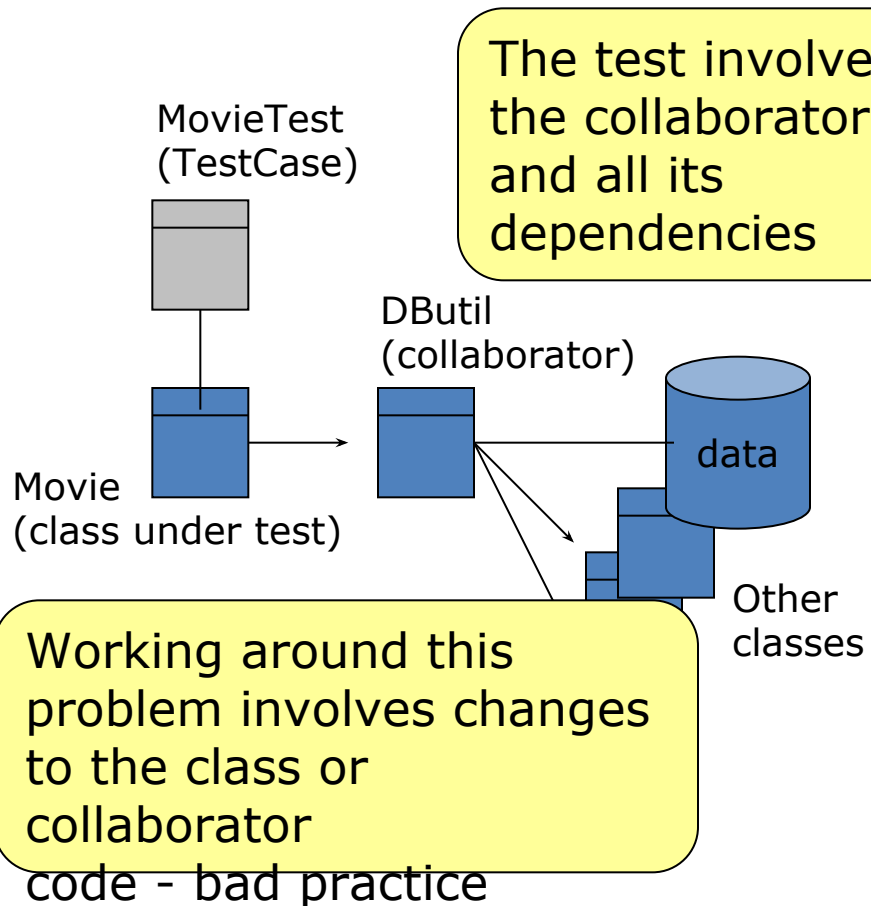 The test involve
the collaborator
and all its
dependencies
MovieTest
(TestCase)
DButil
(collaborator)
data
Movie
(class under test)
Other
classes
Working around this
problem involves changes
to the class or
collaborator
code - bad practice